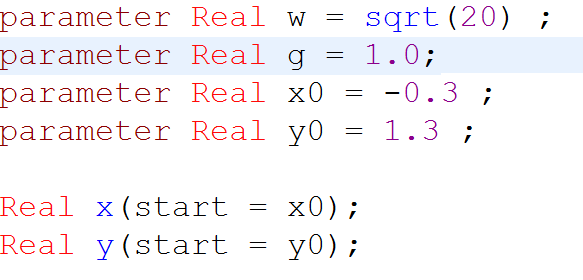 parameter Real w = sqrt(20) ;
parameter Real g = 1.0;
parameter Real x0 = -0.3 ;
parameter Real y0 = 1.3 ;
Real x(start = x0);
Real y(start = y0);